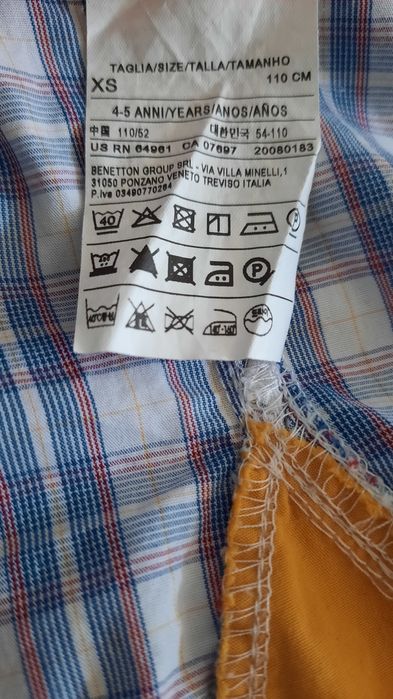 TAGLIA/SIZE/TALLA/TAMANHO
XS 110 CM
4-5 ANNI/YEARS/ANOS/AÑOS
中国 110/52 대한민국 54-110
US RN 64961 CA 07697 20080183
BENETTON GROUP SRL - VIA VILLA MINELLI,1
31050 PONZANO VENETO TREVISO ITALIA
P.Iva 03490770264
40
P